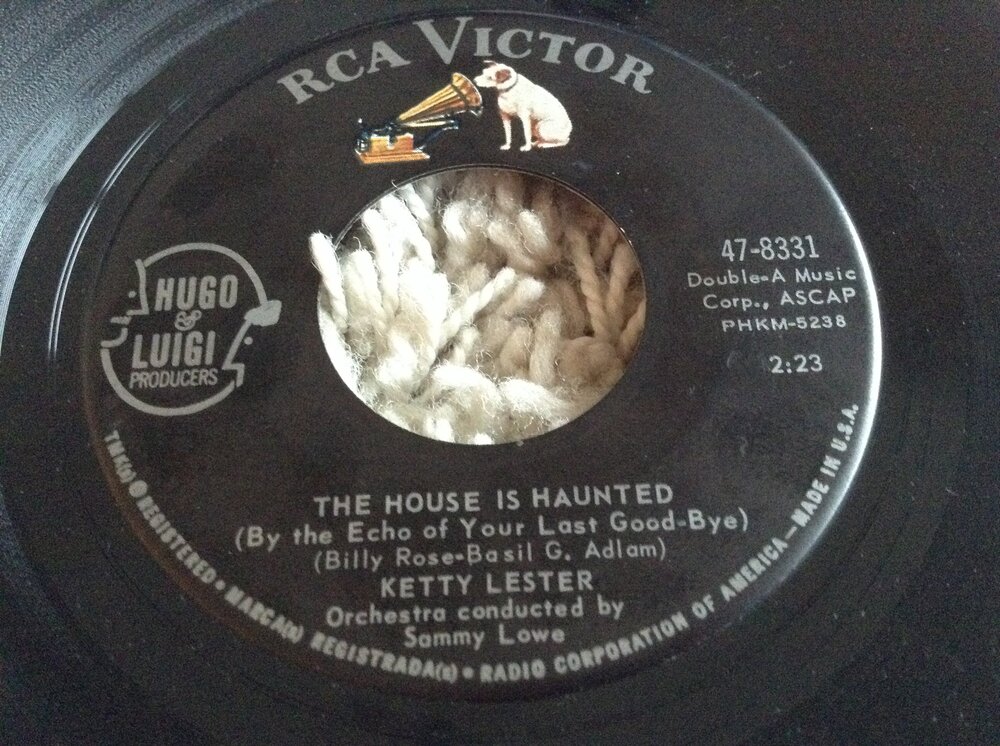 RCA VICTOR
HUGO
&
LUIGI
PRODUCERS
47-8331
Double-A Music
Corp., ASCAP
PHKM-5238
2:23
THE HOUSE IS HAUNTED
(By the Echo of Your Last Good-Bye)
(Billy Rose-Basil G. Adlam)
KETTY LESTER
Orchestra conducted by
Sammy Lowe
TMK(s) ® REGISTERED • MARCA(s) REGISTRADA(s) • RADIO CORPORATION OF AMERICA—MADE IN U.S.A.